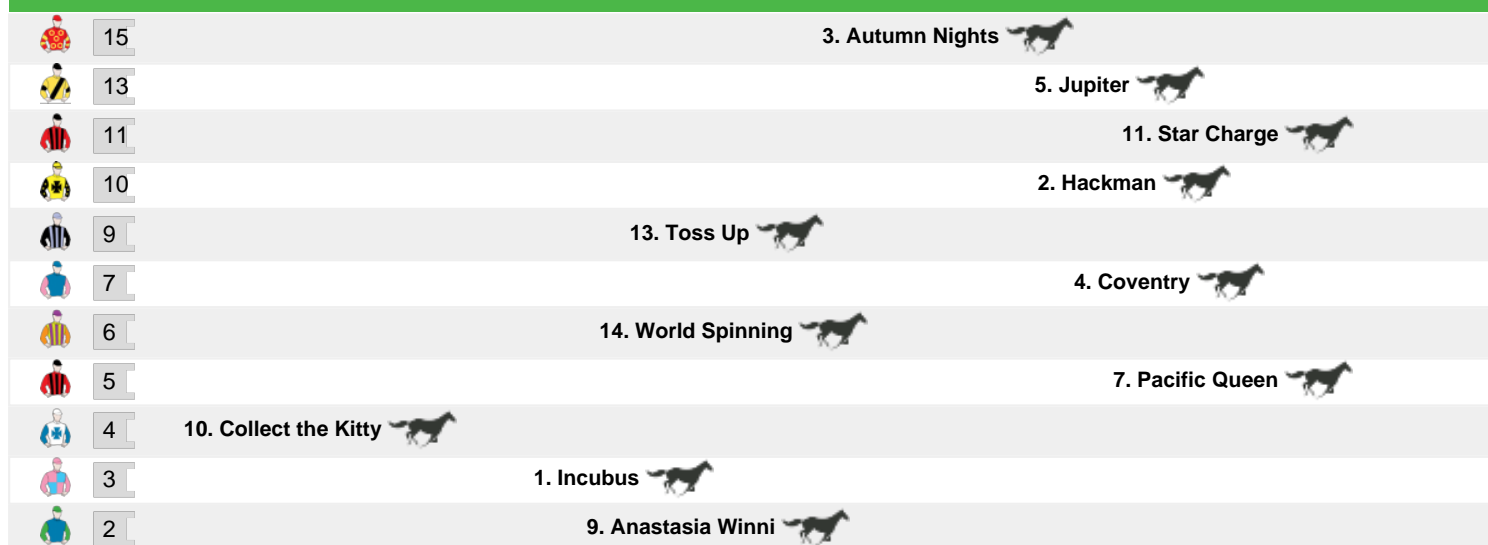 15 3. Autumn Nights
13 5. Jupiter
11 11. Star Charge
10 2. Hackman
9 13. Toss Up
7 4. Coventry
6 14. World Spinning
5 7. Pacific Queen
4 10. Collect the Kitty
3 1. Incubus
2 9. Anastasia Winni